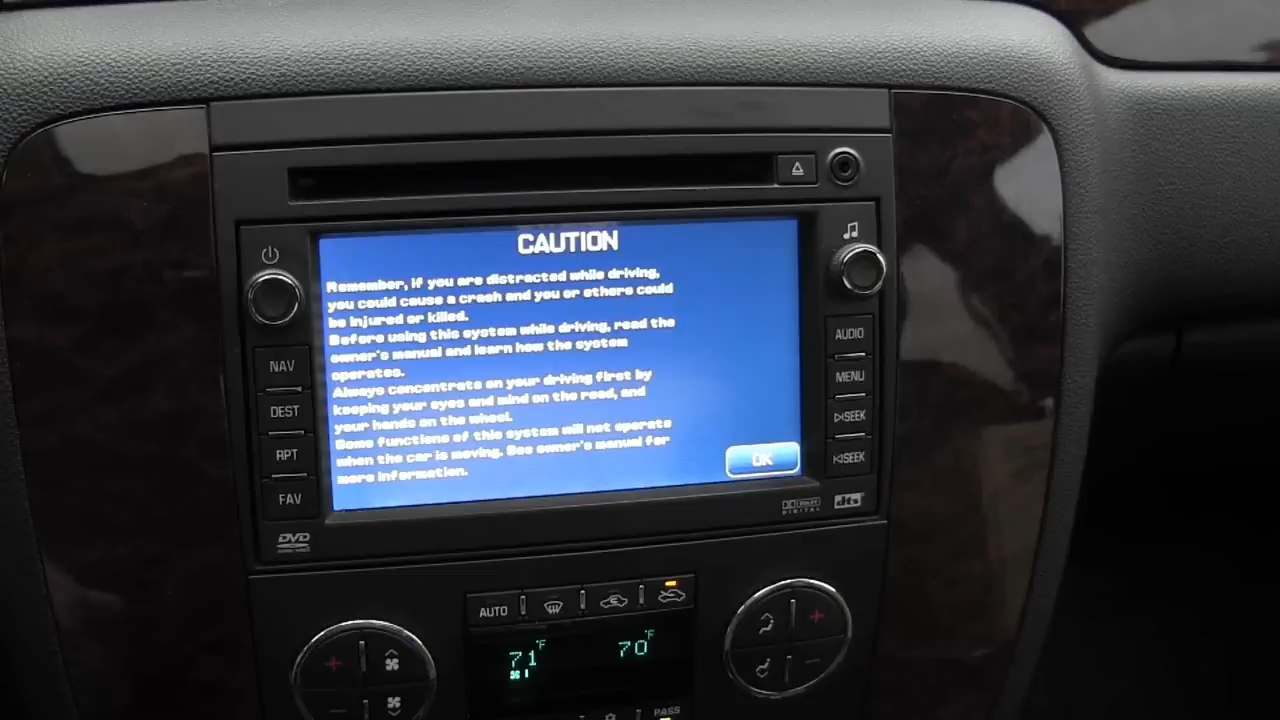 CAUTION
Remember, if you are distracted while driving,
you could cause a crash and you or others could
be injured or killed.
Before using this system while driving, read the
owner's manual and learn how the system
operates.
Always concentrate on your driving first by
keeping your eyes and mind on the road, and
your hands on the wheel.
Some functions of this system will not operate
when the car is moving. See owner's manual for
more information.
OK
NAV
DEST
RPT
FAV
AUDIO
MENU
SEEK
SEEK
DVD
DOLBY
DIGITAL
dts
AUTO
71°F
70°F
PASS